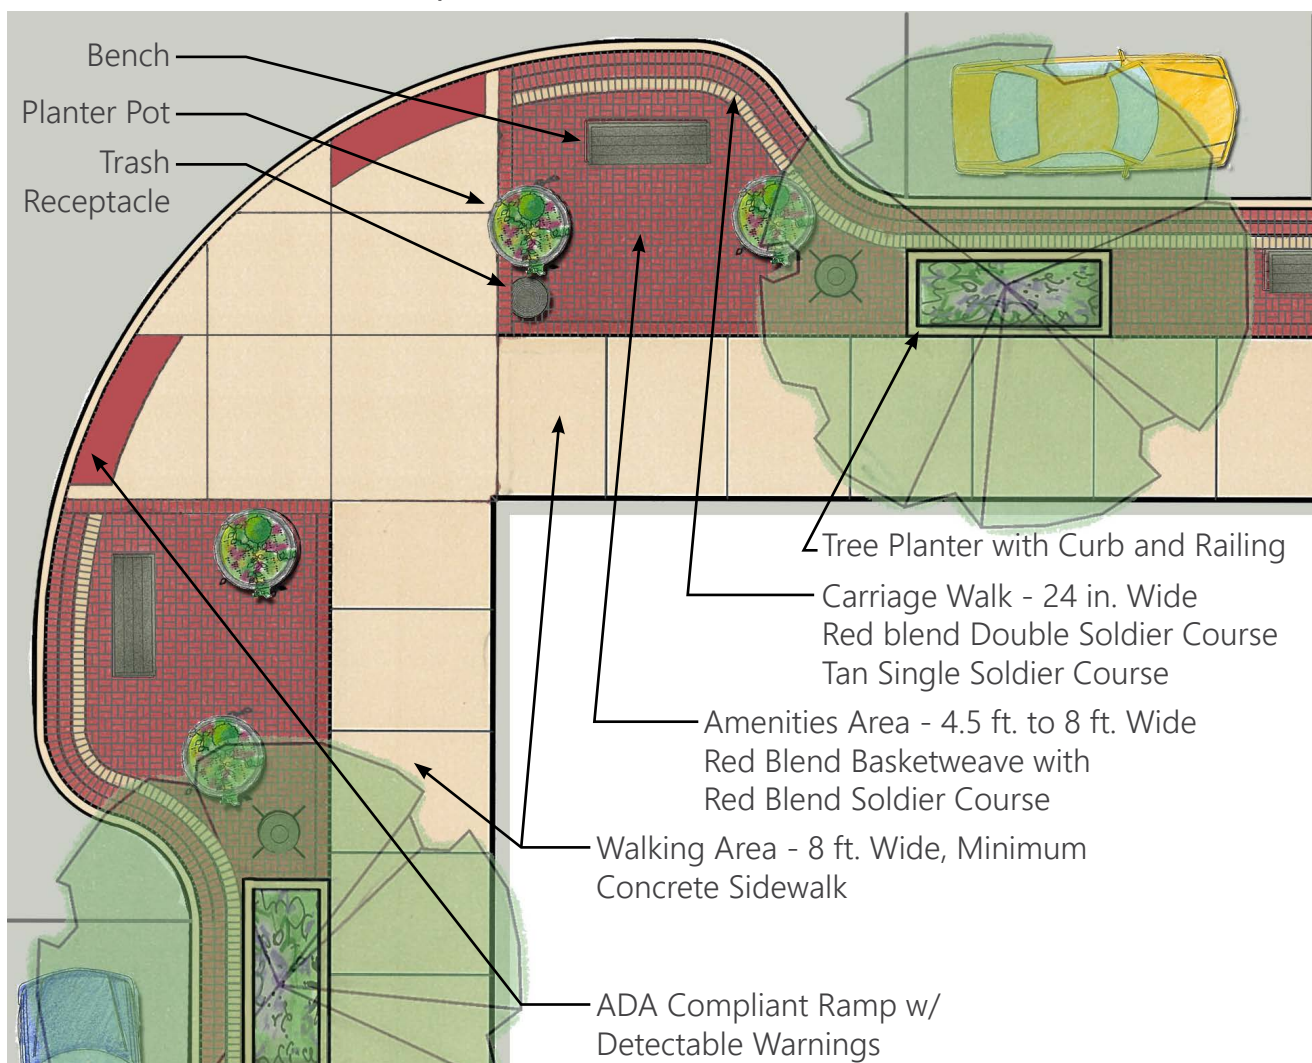 Bench
Planter Pot
Trash
Receptacle
Tree Planter with Curb and Railing
Carriage Walk - 24 in. Wide
Red blend Double Soldier Course
Tan Single Soldier Course
Amenities Area - 4.5 ft. to 8 ft. Wide
Red Blend Basketweave with
Red Blend Soldier Course
Walking Area - 8 ft. Wide, Minimum
Concrete Sidewalk
ADA Compliant Ramp w/
Detectable Warnings